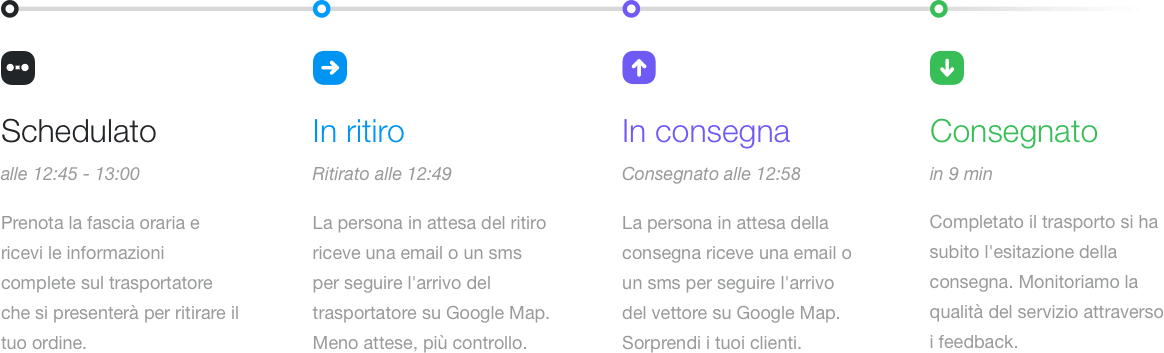 Schedulato
alle 12:45 - 13:00
Prenota la fascia oraria e
ricevi le informazioni
complete sul trasportatore
che si presenterà per ritirare il
tuo ordine.
In ritiro
Ritirato alle 12:49
La persona in attesa del ritiro
riceve una email o un sms
per seguire l'arrivo del
trasportatore su Google Map.
Meno attese, più controllo.
In consegna
Consegnato alle 12:58
La persona in attesa della
consegna riceve una email o
un sms per seguire l'arrivo
del vettore su Google Map.
Sorprendi i tuoi clienti.
Consegnato
in 9 min
Completato il trasporto si ha
subito l'esitazione della
consegna. Monitoriamo la
qualità del servizio attraverso
i feedback.